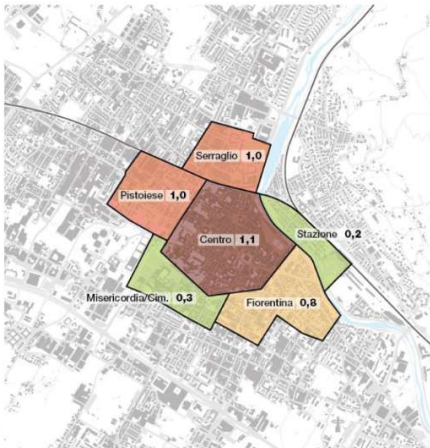 Serraglio 1,0
Pistoiese 1,0
Stazione 0,2
Centro 1,1
Misericordia/Cim. 0,3
Fiorentina 0,8